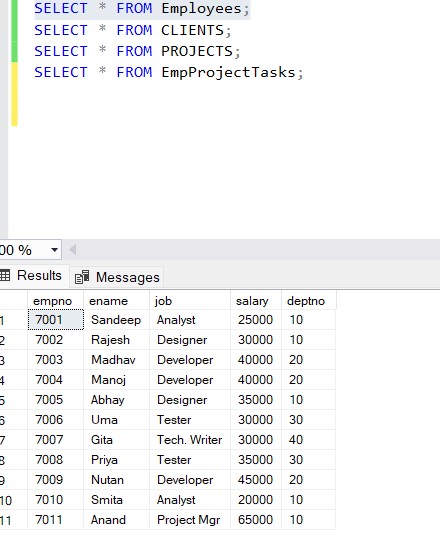 SELECT * FROM Employees;
SELECT * FROM CLIENTS;
SELECT * FROM PROJECTS;
SELECT * FROM EmpProjectTasks;
00 %
Results Messages
empno ename job salary deptno
1 7001 Sandeep Analyst 25000 10
2 7002 Rajesh Designer 30000 10
3 7003 Madhav Developer 40000 20
4 7004 Manoj Developer 40000 20
5 7005 Abhay Designer 35000 10
6 7006 Uma Tester 30000 30
7 7007 Gita Tech. Writer 30000 40
8 7008 Priya Tester 35000 30
9 7009 Nutan Developer 45000 20
10 7010 Smita Analyst 20000 10
11 7011 Anand Project Mgr 65000 10